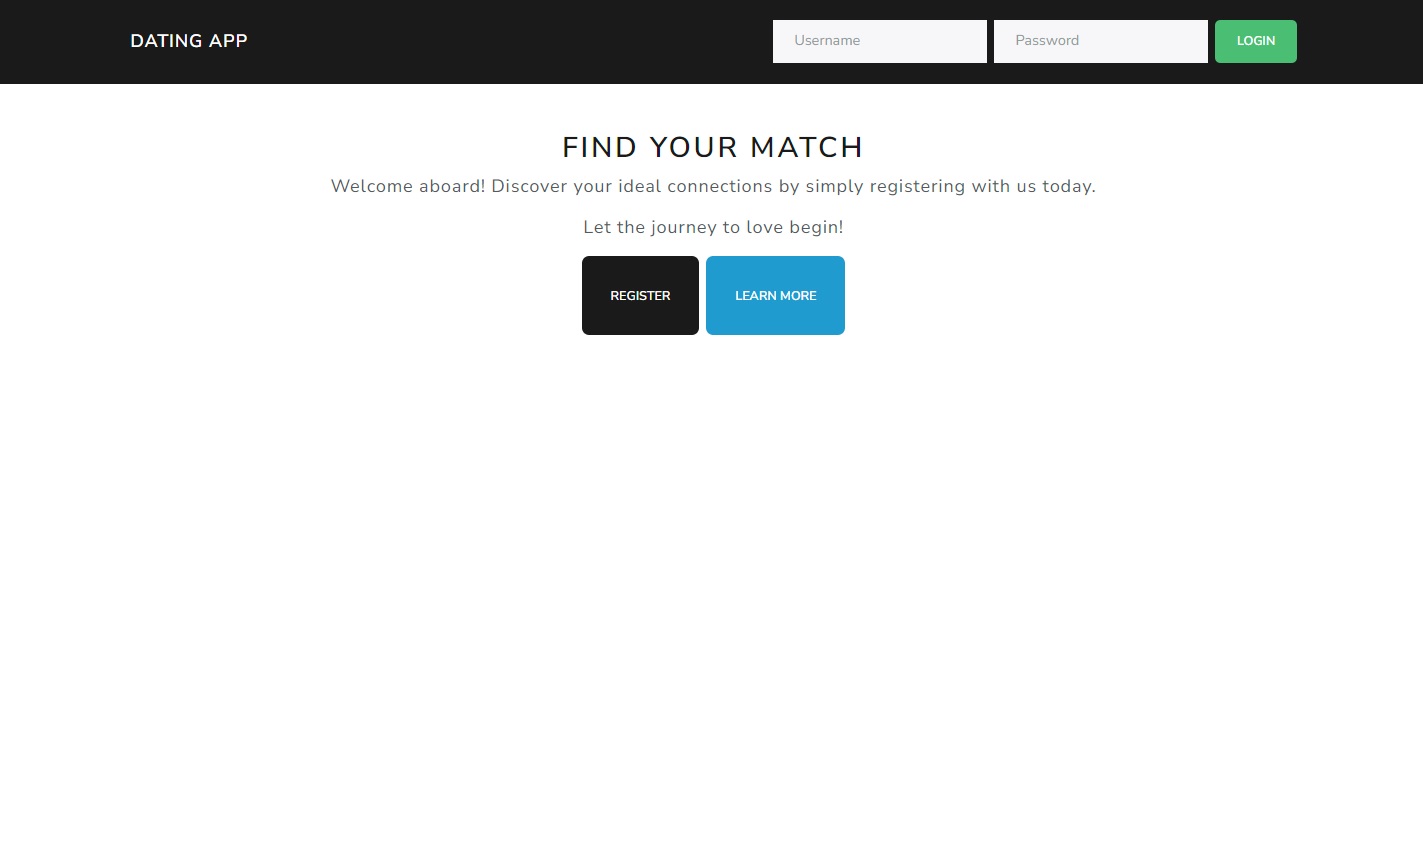 DATING APP
Username
Password
LOGIN
FIND YOUR MATCH
Welcome aboard! Discover your ideal connections by simply registering with us today.
Let the journey to love begin!
REGISTER
LEARN MORE